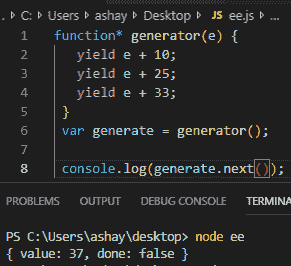 . > C: > Users > ashay > Desktop > ee.js > ...
1 function* generator(e) {
2 yield e + 10;
3 yield e + 25;
4 yield e + 33;
5 }
6 var generate = generator();
7
8 console.log(generate.next());
PROBLEMS OUTPUT DEBUG CONSOLE TERMINA
PS C:\Users\ashay\desktop> node ee
{ value: 37, done: false }